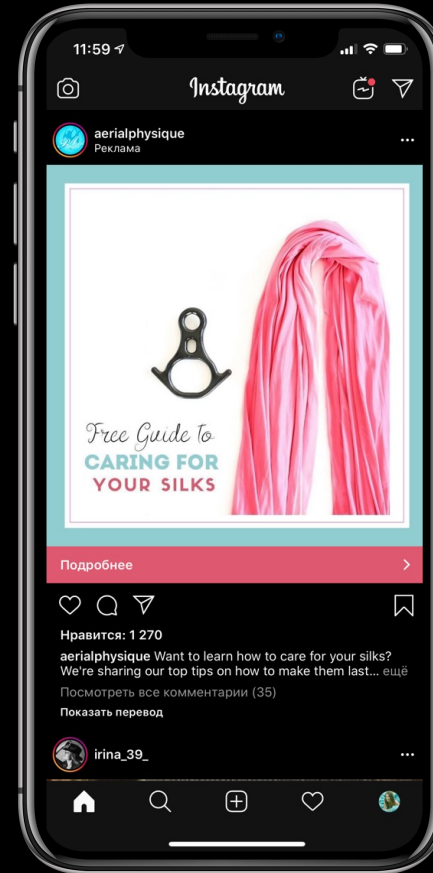 11:59
Instagram
aerialphysique
Реклама
Free Guide To
CARING FOR
YOUR SILKS
Подробнее
Нравится: 1 270
aerialphysique Want to learn how to care for your silks?
We're sharing our top tips on how to make them last... ещё
Посмотреть все комментарии (35)
Показать перевод
irina_39_